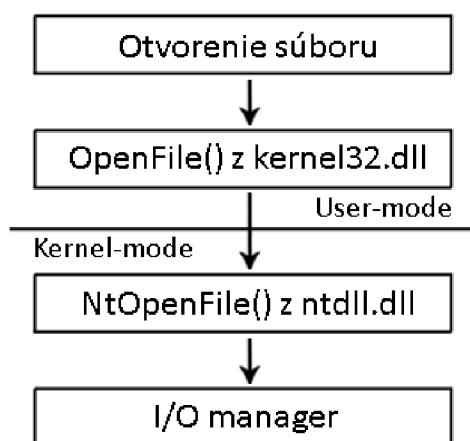 Otvorenie súboru
OpenFile() z kernel32.dll
User-mode
Kernel-mode
NtOpenFile() z ntdll.dll
I/O manager